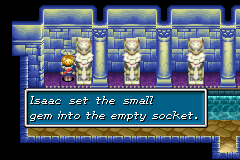 Isaac set the small
gem into the empty socket.